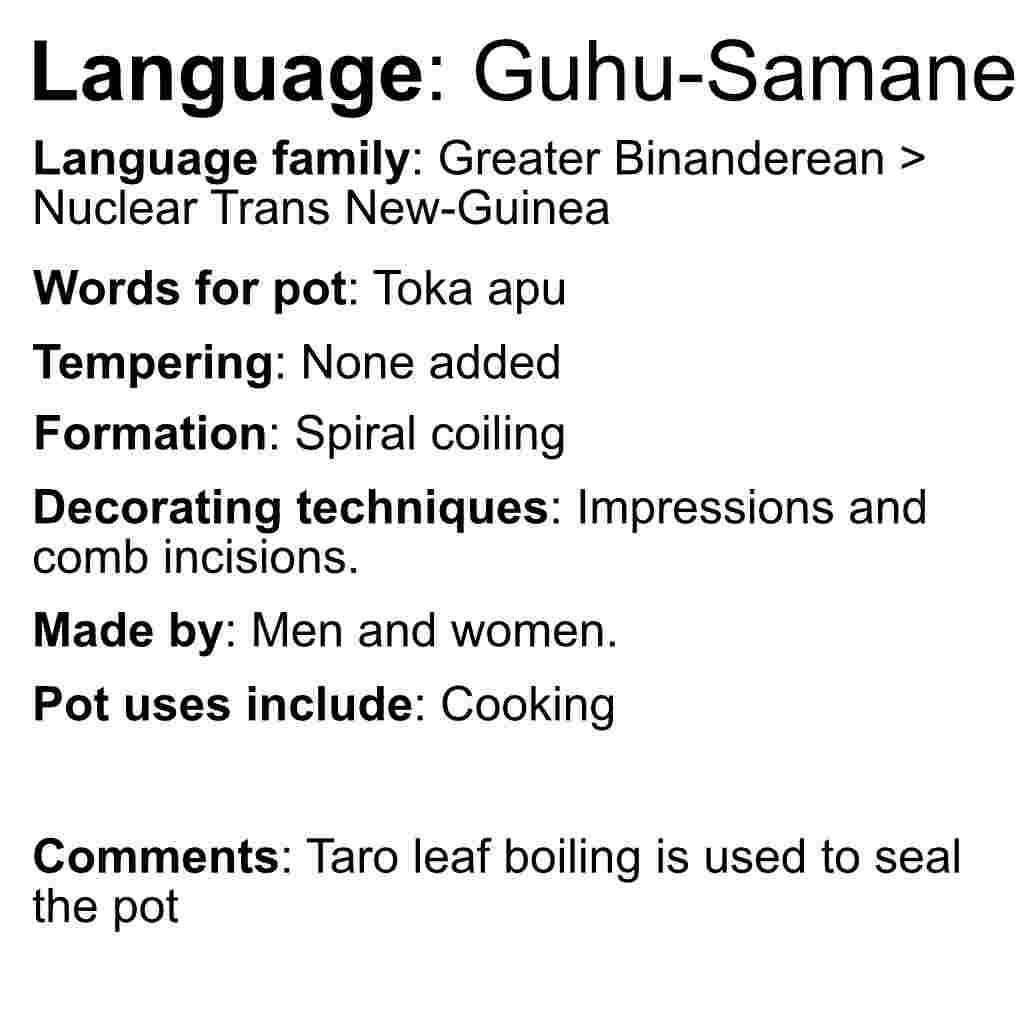 Language: Guhu-Samane
Language family: Greater Binanderean >
Nuclear Trans New-Guinea
Words for pot: Toka apu
Tempering: None added
Formation: Spiral coiling
Decorating techniques: Impressions and
comb incisions.
Made by: Men and women.
Pot uses include: Cooking
Comments: Taro leaf boiling is used to seal
the pot